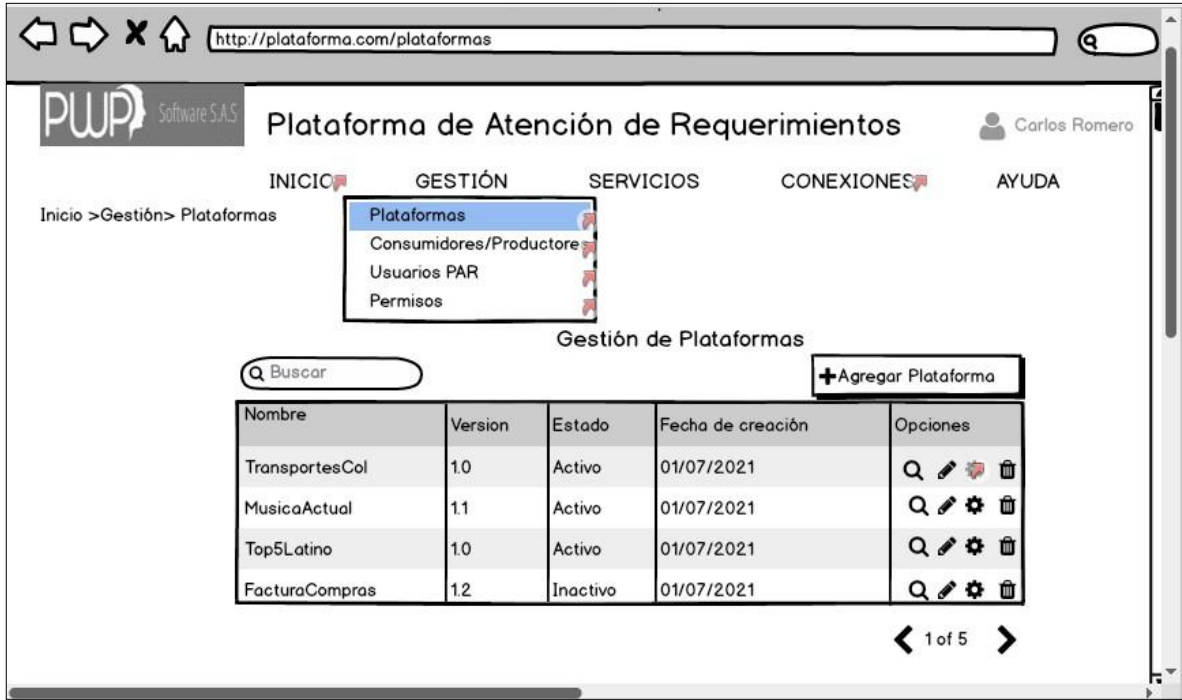 http://plataforma.com/plataformas
PWP Software S.A.S
Plataforma de Atención de Requerimientos
Carlos Romero
INICIO GESTIÓN SERVICIOS CONEXIONES AYUDA
Inicio >Gestión> Plataformas
Plataformas
Consumidores/Productores
Usuarios PAR
Permisos
Gestión de Plataformas
Buscar
+Agregar Plataforma
Nombre Version Estado Fecha de creación Opciones
TransportesCol 1.0 Activo 01/07/2021
MusicaActual 1.1 Activo 01/07/2021
Top5Latino 1.0 Activo 01/07/2021
FacturaCompras 1.2 Inactivo 01/07/2021
1 of 5